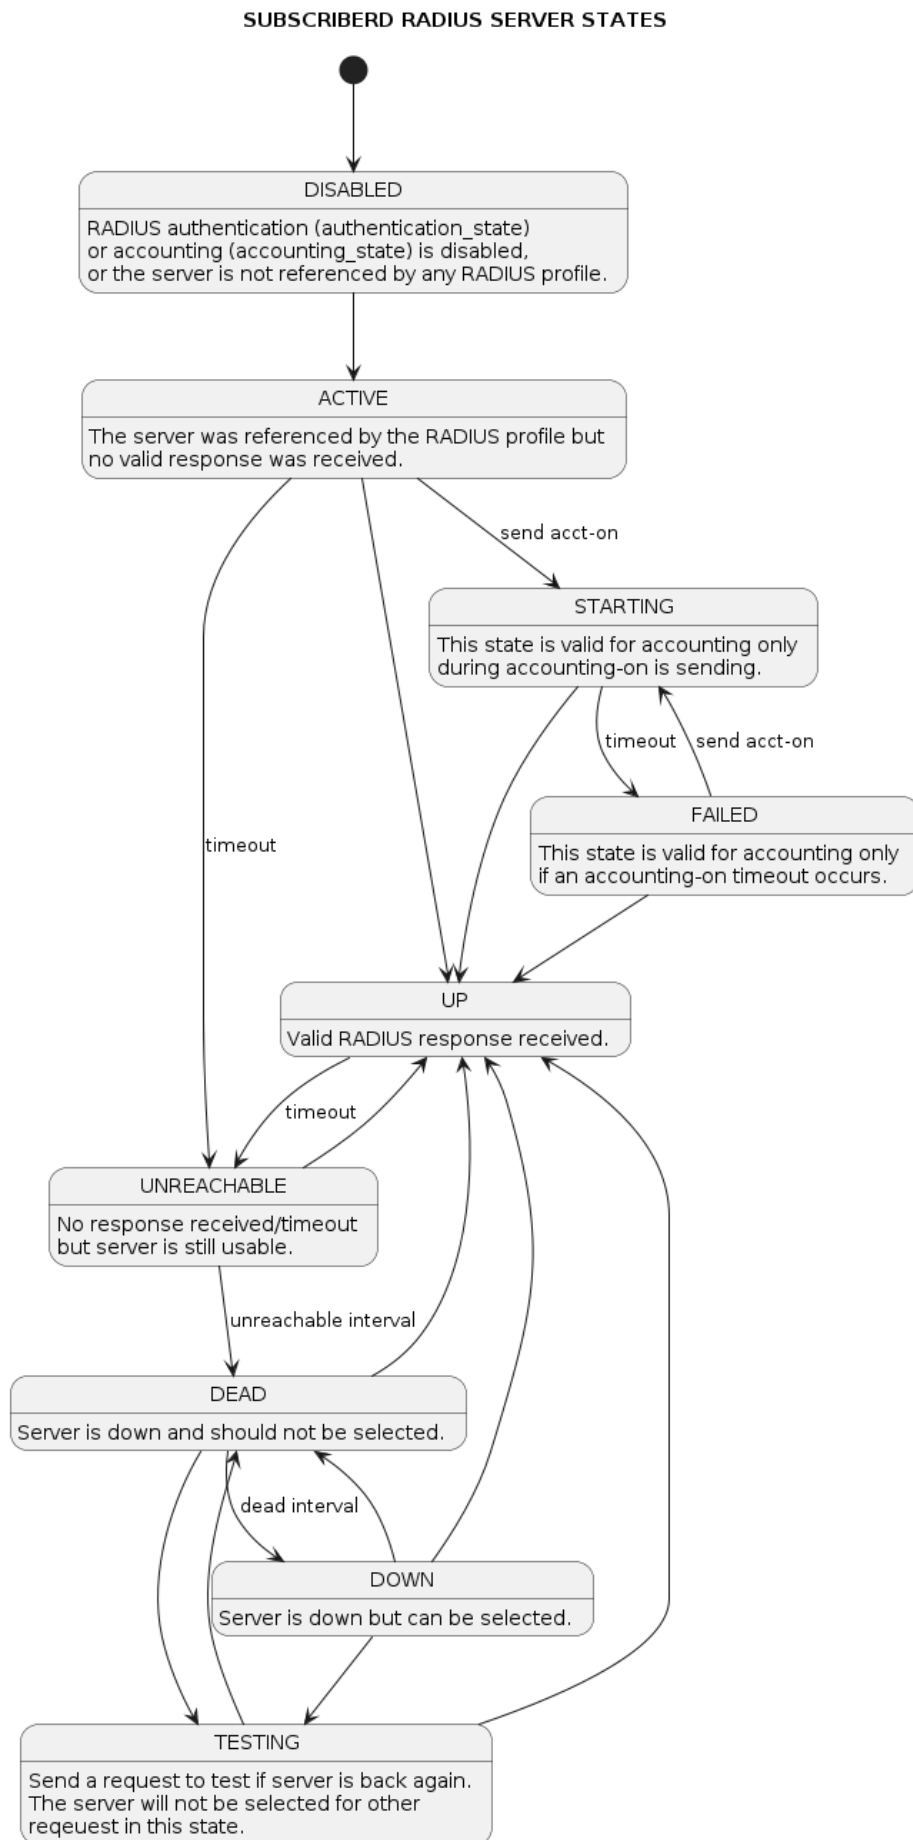 SUBSCRIBERD RADIUS SERVER STATES
DISABLED
RADIUS authentication (authentication_state)
or accounting (accounting_state) is disabled,
or the server is not referenced by any RADIUS profile.
ACTIVE
The server was referenced by the RADIUS profile but
no valid response was received.
send acct-on
STARTING
This state is valid for accounting only
during accounting-on is sending.
timeout
send acct-on
FAILED
This state is valid for accounting only
if an accounting-on timeout occurs.
timeout
UP
Valid RADIUS response received.
timeout
UNREACHABLE
No response received/timeout
but server is still usable.
unreachable interval
DEAD
Server is down and should not be selected.
dead interval
DOWN
Server is down but can be selected.
TESTING
Send a request to test if server is back again.
The server will not be selected for other
reqeuest in this state.